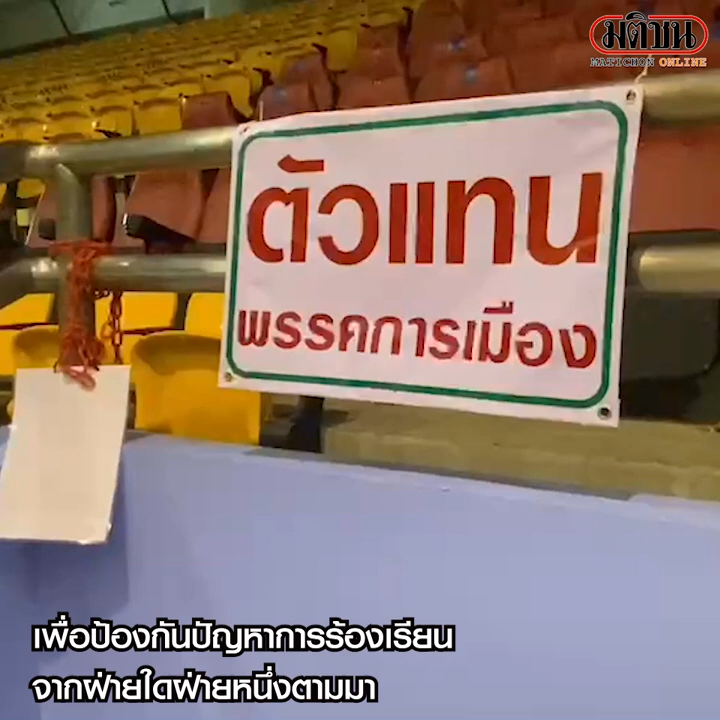 มติชน
MATICHON ONLINE
ตัวแทน
พรรคการเมือง
เพื่อป้องกันปัญหาการร้องเรียน
จากฝ่ายใดฝ่ายหนึ่งตามมา